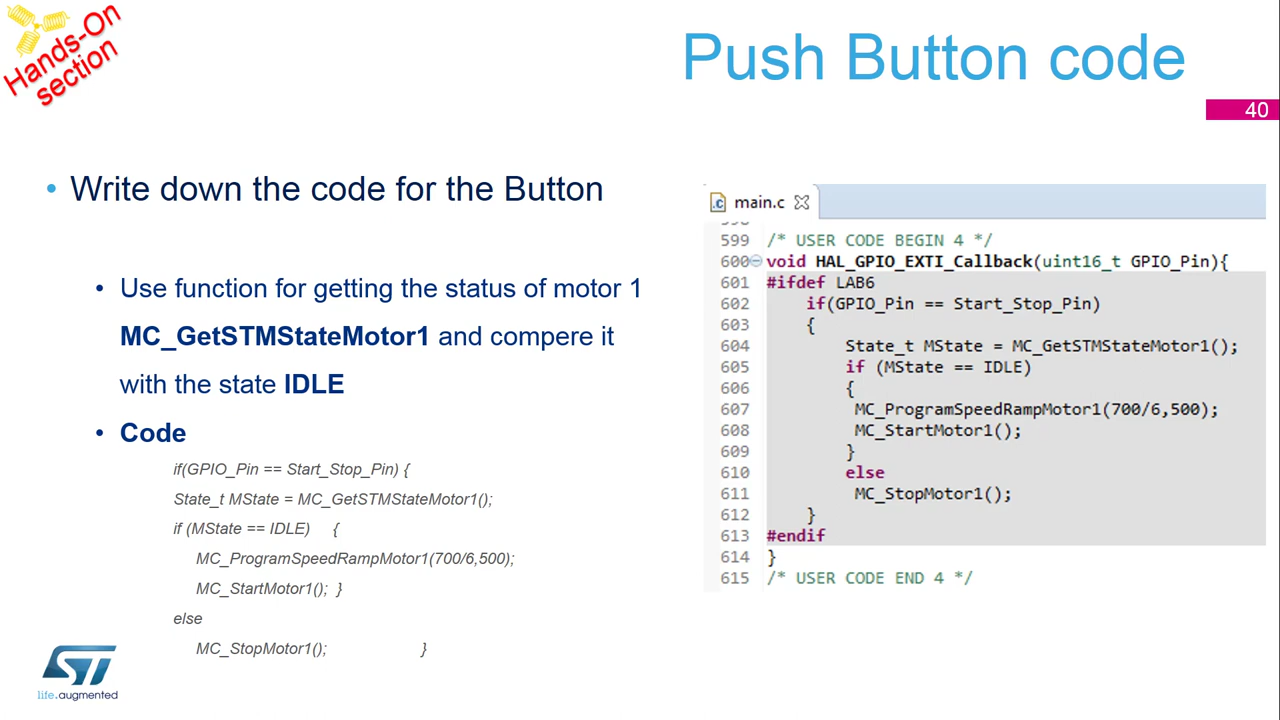 Hands-On
section
Push Button code
40
• Write down the code for the Button
• Use function for getting the status of motor 1
MC_GetSTMStateMotor1 and compere it
with the state IDLE
• Code
if(GPIO_Pin == Start_Stop_Pin) {
State_t MState = MC_GetSTMStateMotor1();
if (MState == IDLE) {
MC_ProgramSpeedRampMotor1(700/6,500);
MC_StartMotor1(); }
else
MC_StopMotor1(); }
main.c
599 /* USER CODE BEGIN 4 */
600 void HAL_GPIO_EXTI_Callback(uint16_t GPIO_Pin){
601 #ifdef LAB6
602 if(GPIO_Pin == Start_Stop_Pin)
603 {
604 State_t MState = MC_GetSTMStateMotor1();
605 if (MState == IDLE)
606 {
607 MC_ProgramSpeedRampMotor1(700/6,500);
608 MC_StartMotor1();
609 }
610 else
611 MC_StopMotor1();
612 }
613 #endif
614 }
615 /* USER CODE END 4 */
ST
life.augmented